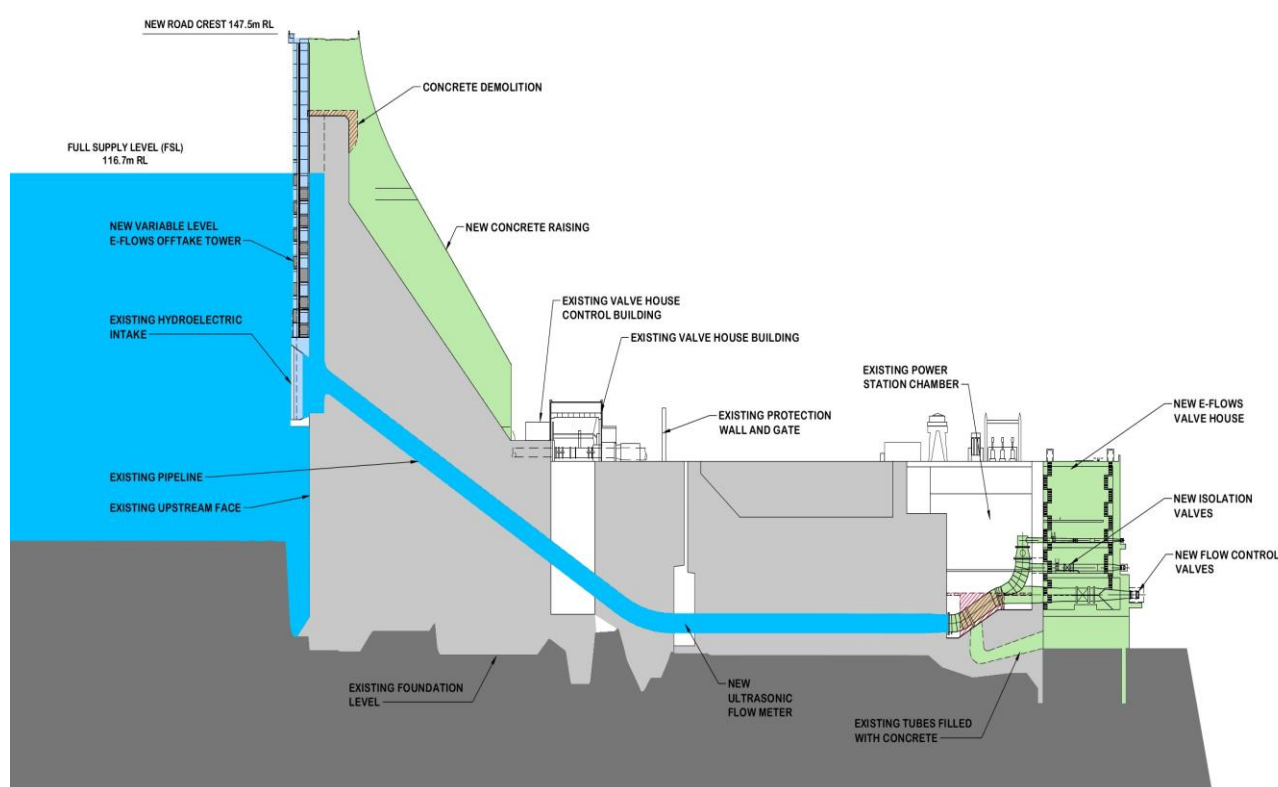 NEW ROAD CREST 147.5m RL
CONCRETE DEMOLITION
FULL SUPPLY LEVEL (FSL)
116.7m RL
NEW VARIABLE LEVEL
E-FLOWS OFFTAKE TOWER
NEW CONCRETE RAISING
EXISTING HYDROELECTRIC
INTAKE
EXISTING VALVE HOUSE
CONTROL BUILDING
EXISTING VALVE HOUSE BUILDING
EXISTING POWER
STATION CHAMBER
NEW E-FLOWS
VALVE HOUSE
EXISTING PROTECTION
WALL AND GATE
EXISTING PIPELINE
EXISTING UPSTREAM FACE
NEW ISOLATION
VALVES
NEW FLOW CONTROL
VALVES
EXISTING FOUNDATION
LEVEL
NEW
ULTRASONIC
FLOW METER
EXISTING TUBES FILLED
WITH CONCRETE